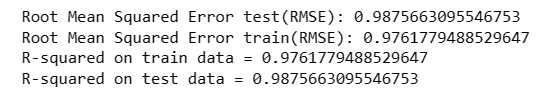 Root Mean Squared Error test(RMSE): 0.9875663095546753
Root Mean Squared Error train(RMSE): 0.9761779488529647
R-squared on train data = 0.9761779488529647
R-squared on test data = 0.9875663095546753